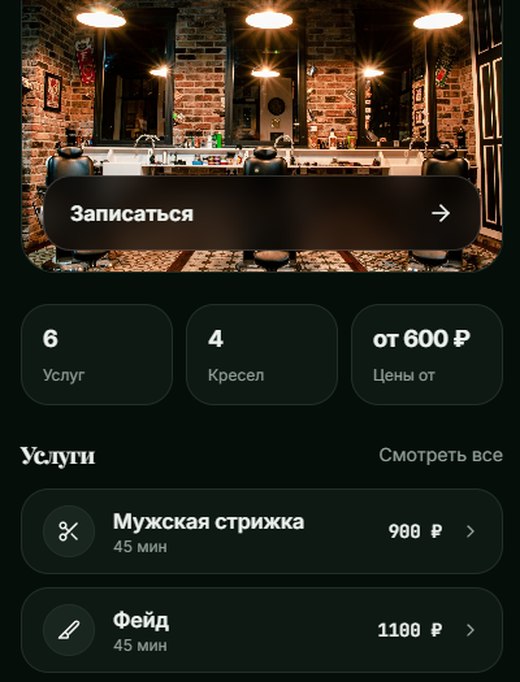 Записаться
6
4
от 600 ₽
Услуг
Кресел
Цены от
Услуги
Смотреть все
Мужская стрижка
45 мин
900 ₽
Фейд
45 мин
1100 ₽